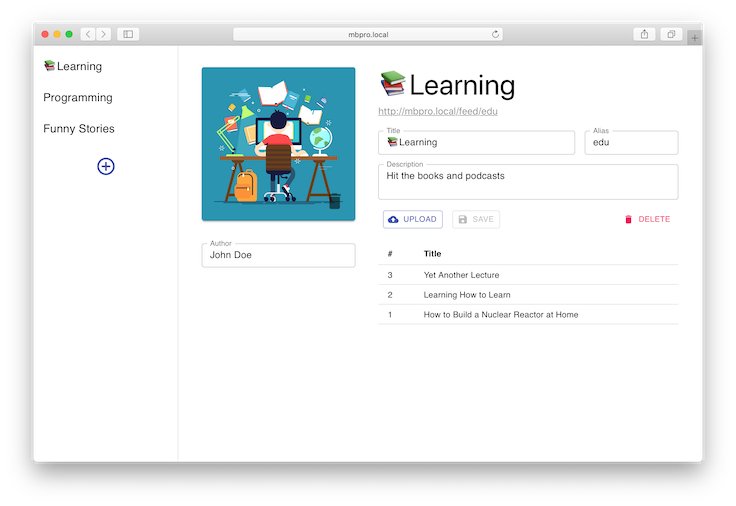 mbpro.local
📚Learning
Programming
Funny Stories
📚Learning
http://mbpro.local/feed/edu
Title
📚Learning
Alias
edu
Description
Hit the books and podcasts
UPLOAD
SAVE
DELETE
Author
John Doe
# Title
3 Yet Another Lecture
2 Learning How to Learn
1 How to Build a Nuclear Reactor at Home